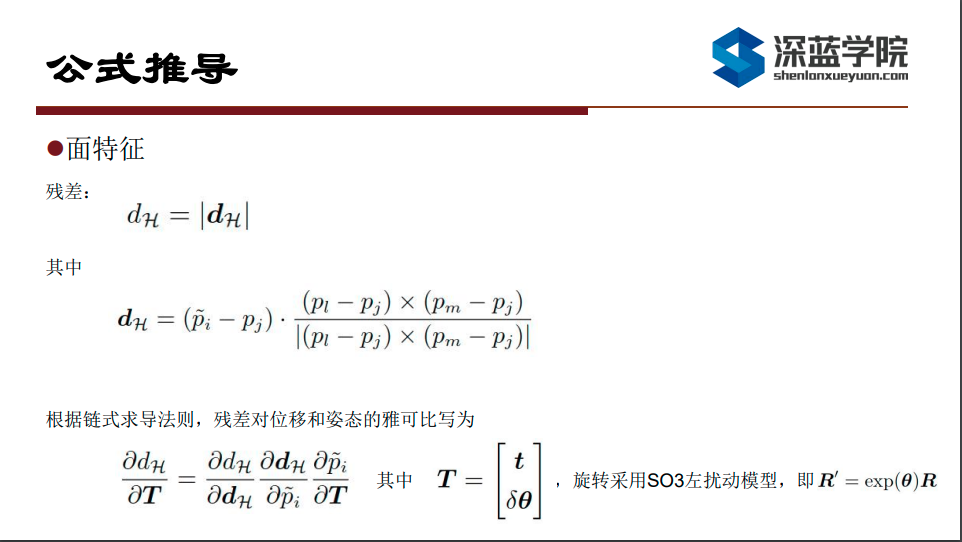 公式推导
深蓝学院
shenlanxueyuan.com
●面特征
残差:
$d_{\mathcal{H}} = |\boldsymbol{d}_{\mathcal{H}}|$
其中
$\boldsymbol{d}_{\mathcal{H}} = (\tilde{p}_i - p_j) \cdot \frac{(p_l - p_j) \times (p_m - p_j)}{|(p_l - p_j) \times (p_m - p_j)|}$
根据链式求导法则，残差对位移和姿态的雅可比写为
$\frac{\partial d_{\mathcal{H}}}{\partial \boldsymbol{T}} = \frac{\partial d_{\mathcal{H}}}{\partial \boldsymbol{d}_{\mathcal{H}}} \frac{\partial \boldsymbol{d}_{\mathcal{H}}}{\partial \tilde{p}_i} \frac{\partial \tilde{p}_i}{\partial \boldsymbol{T}}$ 其中 $\boldsymbol{T} = \begin{bmatrix} \boldsymbol{t} \\ \delta\boldsymbol{\theta} \end{bmatrix}$ ，旋转采用SO3左扰动模型，即 $\boldsymbol{R}' = \exp(\boldsymbol{\theta})\boldsymbol{R}$